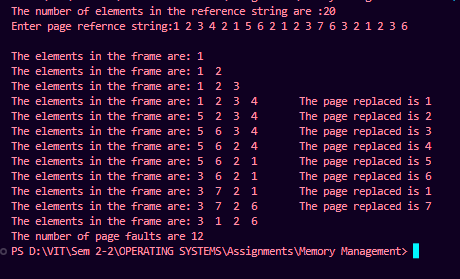 The number of elements in the reference string are :20
Enter page refernce string:1 2 3 4 2 1 5 6 2 1 2 3 7 6 3 2 1 2 3 6
The elements in the frame are: 1
The elements in the frame are: 1 2
The elements in the frame are: 1 2 3
The elements in the frame are: 1 2 3 4 The page replaced is 1
The elements in the frame are: 5 2 3 4 The page replaced is 2
The elements in the frame are: 5 6 3 4 The page replaced is 3
The elements in the frame are: 5 6 2 4 The page replaced is 4
The elements in the frame are: 5 6 2 1 The page replaced is 5
The elements in the frame are: 3 6 2 1 The page replaced is 6
The elements in the frame are: 3 7 2 1 The page replaced is 1
The elements in the frame are: 3 7 2 6 The page replaced is 7
The elements in the frame are: 3 1 2 6
The number of page faults are 12
PS D:\VIT\Sem 2-2\OPERATING SYSTEMS\Assignments\Memory Management>